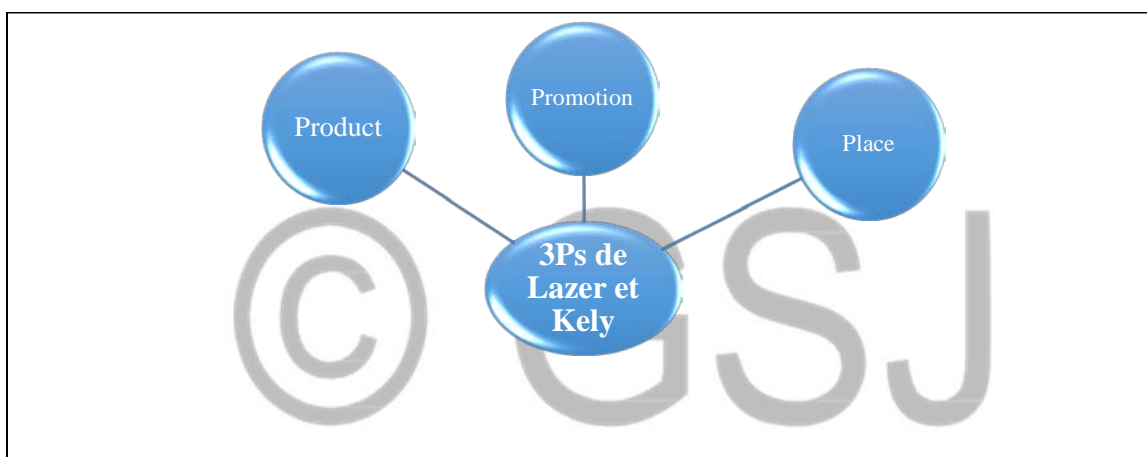 Product
Promotion
Place
3Ps de
Lazer et
Kely
© GSJ